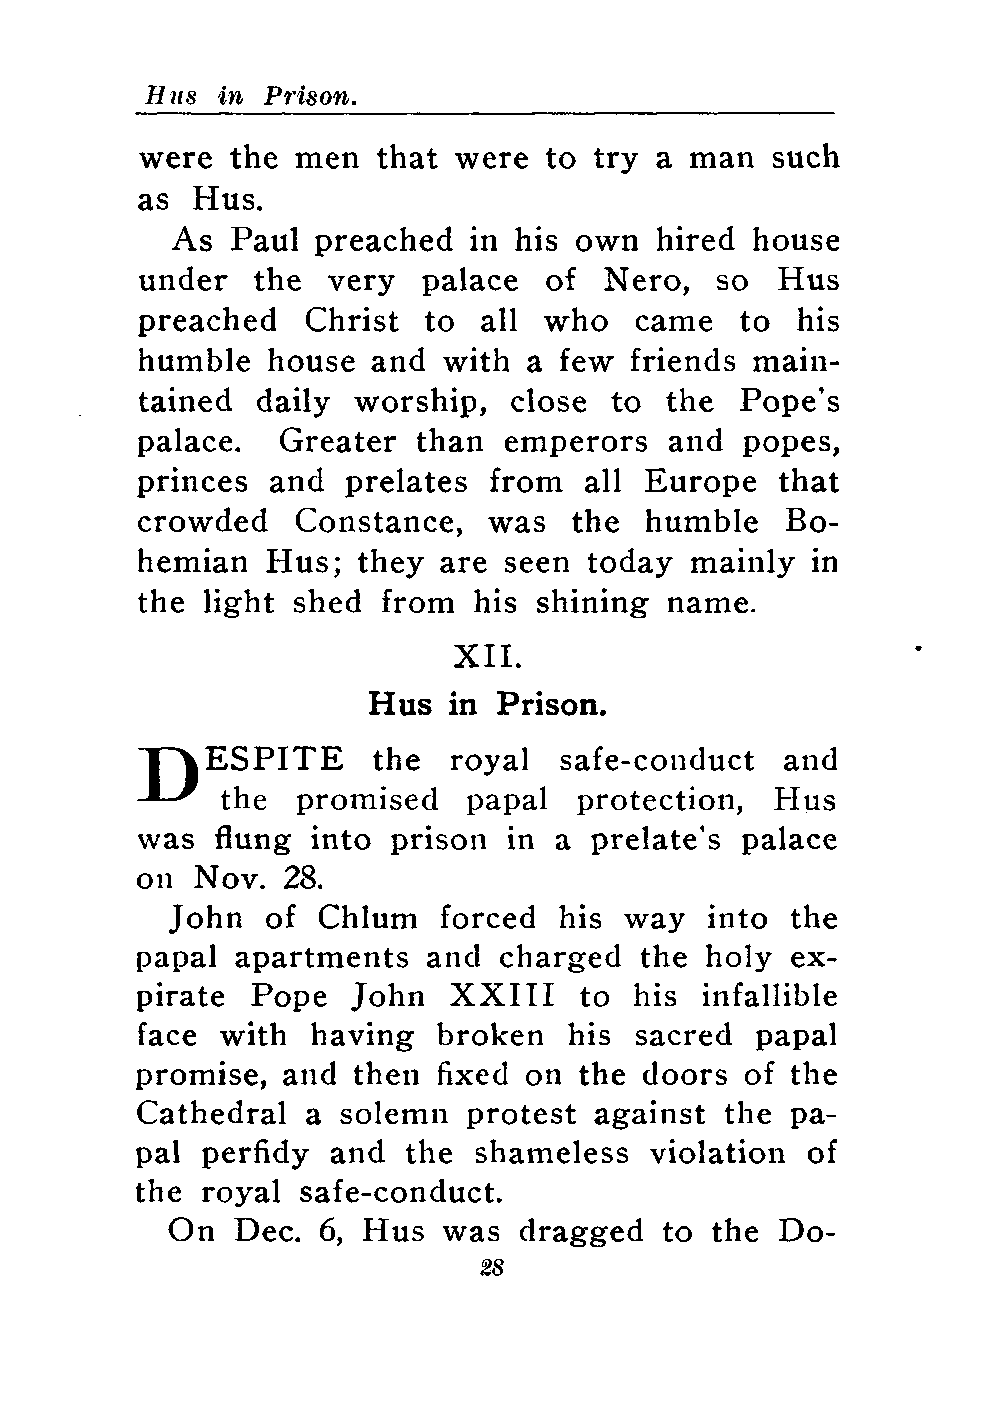 Hus in Prison.
were the men that were to try a man such
as Hus.
As Paul preached in his own hired house
under the very palace of Nero, so Hus
preached Christ to all who came to his
humble house and with a few friends main-
tained daily worship, close to the Pope's
palace. Greater than emperors and popes,
princes and prelates from all Europe that
crowded Constance, was the humble Bo-
hemian Hus; they are seen today mainly in
the light shed from his shining name.
XII.
Hus in Prison.
DESPITE the royal safe-conduct and
the promised papal protection, Hus
was flung into prison in a prelate's palace
on Nov. 28.
John of Chlum forced his way into the
papal apartments and charged the holy ex-
pirate Pope John XXIII to his infallible
face with having broken his sacred papal
promise, and then fixed on the doors of the
Cathedral a solemn protest against the pa-
pal perfidy and the shameless violation of
the royal safe-conduct.
On Dec. 6, Hus was dragged to the Do-
28